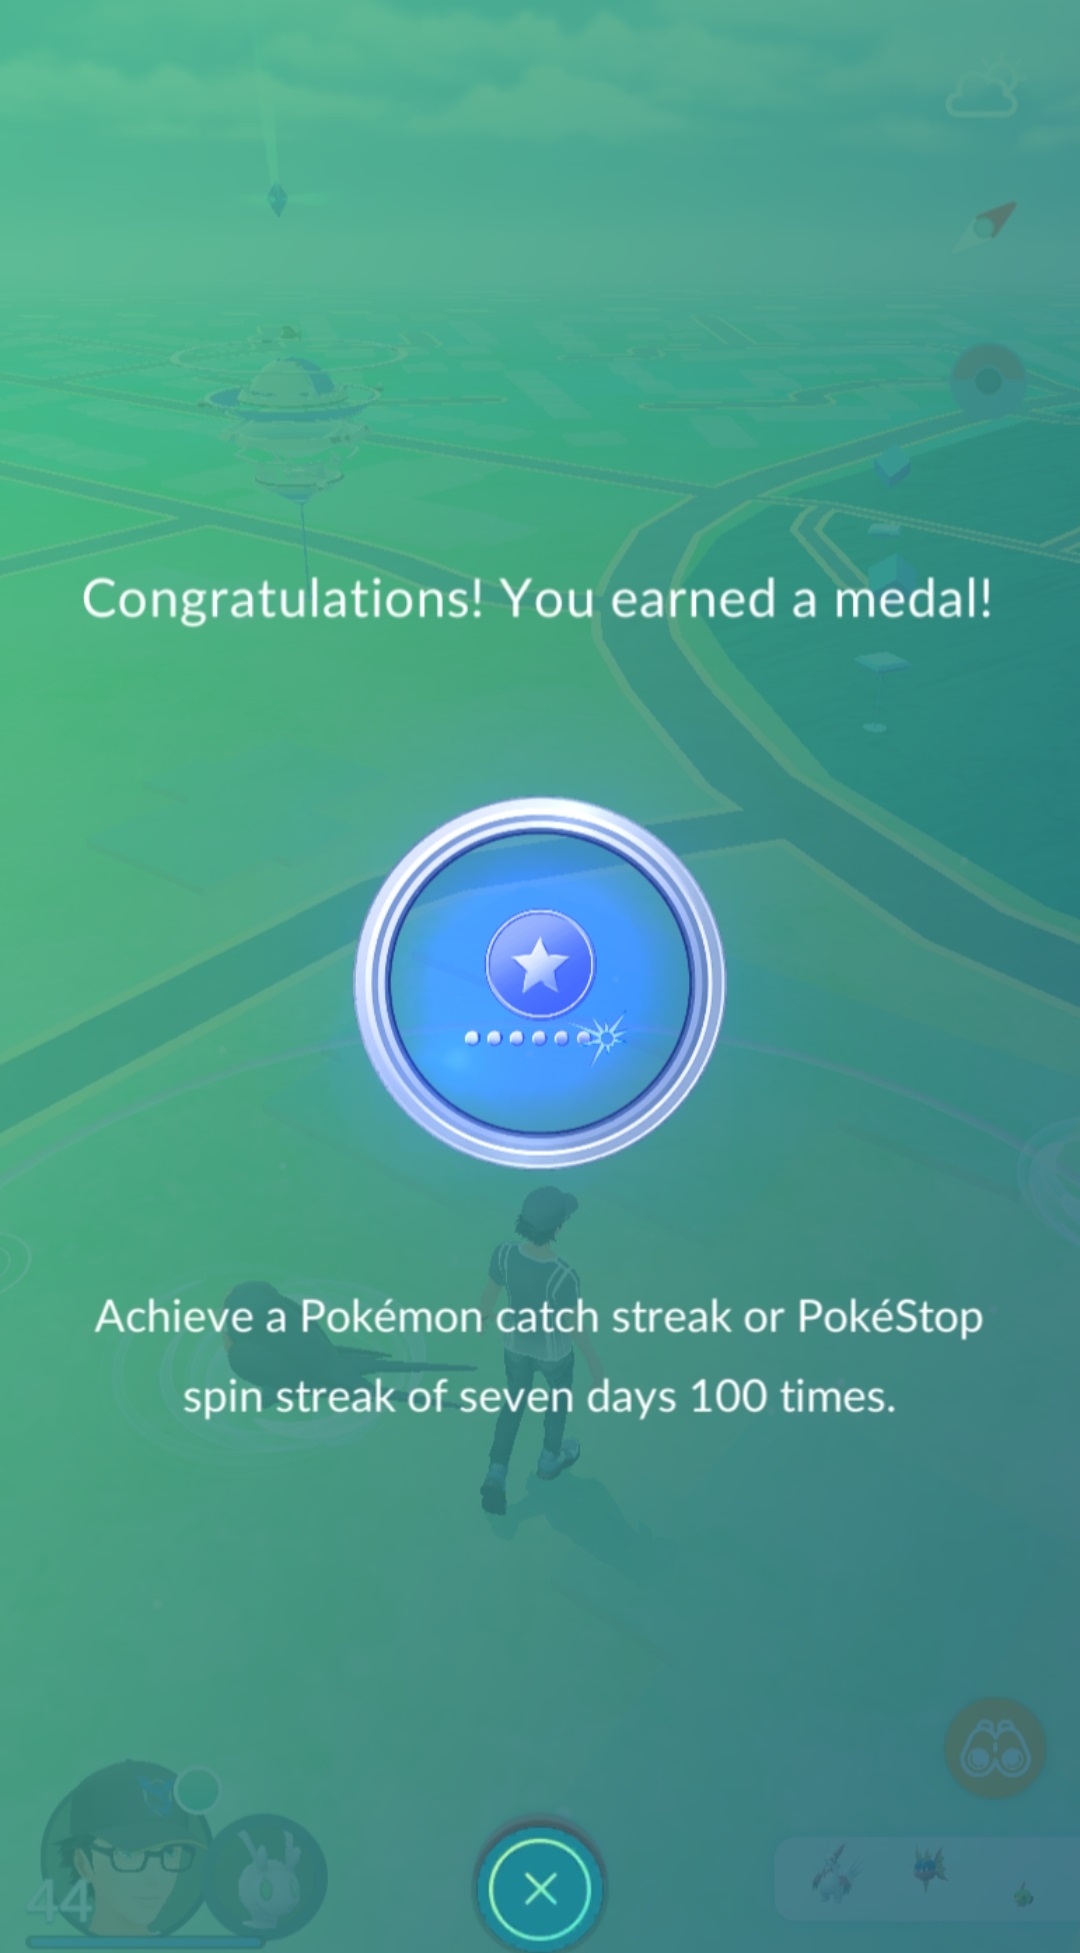 Congratulations! You earned a medal!
Achieve a Pokémon catch streak or PokéStop
spin streak of seven days 100 times.
44